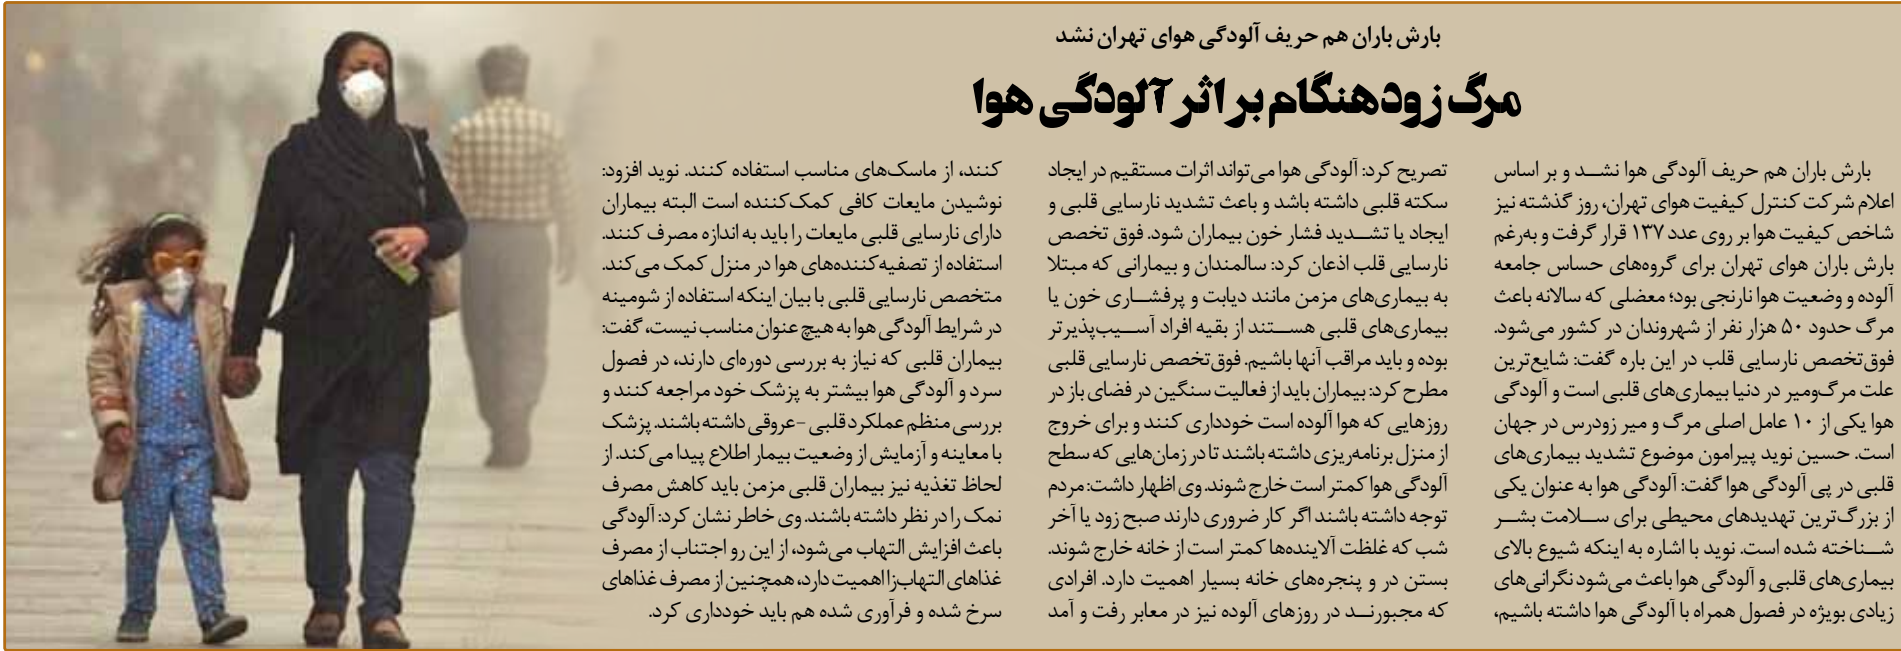 بارش باران هم حریف آلودگی هوای تهران نشد
مرگ زودهنگام بر اثر آلودگی هوا
بارش باران هم حریف آلودگی هوا نشد و بر اساس
اعلام شرکت کنترل کیفیت هوای تهران، روز گذشته نیز
شاخص کیفیت هوا بر روی عدد ۱۳۷ قرار گرفت و به‌رغم
بارش باران هوای تهران برای گروه‌های حساس جامعه
آلوده و وضعیت هوا نارنجی بود؛ معضلی که سالانه باعث
مرگ حدود ۵۰ هزار نفر از شهروندان در کشور می‌شود.
فوق‌تخصص نارسایی قلب در این باره گفت: شایع‌ترین
علت مرگ‌ومیر در دنیا بیماری‌های قلبی است و آلودگی
هوا یکی از ۱۰ عامل اصلی مرگ و میر زودرس در جهان
است. حسین نوید پیرامون موضوع تشدید بیماری‌های
قلبی در پی آلودگی هوا گفت: آلودگی هوا به عنوان یکی
از بزرگ‌ترین تهدیدهای محیطی برای سلامت بشر
شناخته شده است. نوید با اشاره به اینکه شیوع بالای
بیماری‌های قلبی و آلودگی هوا باعث می‌شود نگرانی‌های
زیادی بویژه در فصول همراه با آلودگی هوا داشته باشیم،
تصریح کرد: آلودگی هوا می‌تواند اثرات مستقیم در ایجاد
سکته قلبی داشته باشد و باعث تشدید نارسایی قلبی و
ایجاد یا تشدید فشار خون بیماران شود. فوق تخصص
نارسایی قلب اذعان کرد: سالمندان و بیمارانی که مبتلا
به بیماری‌های مزمن مانند دیابت و پرفشاری خون یا
بیماری‌های قلبی هستند از بقیه افراد آسیب‌پذیرتر
بوده و باید مراقب آنها باشیم. فوق‌تخصص نارسایی قلبی
مطرح کرد: بیماران باید از فعالیت سنگین در فضای باز در
روزهایی که هوا آلوده است خودداری کنند و برای خروج
از منزل برنامه‌ریزی داشته باشند تا در زمان‌هایی که سطح
آلودگی هوا کمتر است خارج شوند. وی اظهار داشت: مردم
توجه داشته باشند اگر کار ضروری دارند صبح زود یا آخر
شب که غلظت آلاینده‌ها کمتر است از خانه خارج شوند.
بستن در و پنجره‌های خانه بسیار اهمیت دارد. افرادی
که مجبورند در روزهای آلوده نیز در معابر رفت و آمد
کنند، از ماسک‌های مناسب استفاده کنند. نوید افزود:
نوشیدن مایعات کافی کمک‌کننده است البته بیماران
دارای نارسایی قلبی مایعات را باید به اندازه مصرف کنند.
استفاده از تصفیه‌کننده‌های هوا در منزل کمک می‌کند.
متخصص نارسایی قلبی با بیان اینکه استفاده از شومینه
در شرایط آلودگی هوا به هیچ عنوان مناسب نیست، گفت:
بیماران قلبی که نیاز به بررسی دوره‌ای دارند، در فصول
سرد و آلودگی هوا بیشتر به پزشک خود مراجعه کنند و
بررسی منظم عملکرد قلبی -عروقی داشته باشند. پزشک
با معاینه و آزمایش از وضعیت بیمار اطلاع پیدا می‌کند. از
لحاظ تغذیه نیز بیماران قلبی مزمن باید کاهش مصرف
نمک را در نظر داشته باشند. وی خاطر نشان کرد: آلودگی
باعث افزایش التهاب می‌شود، از این رو اجتناب از مصرف
غذاهای التهاب‌زا اهمیت دارد، همچنین از مصرف غذاهای
سرخ شده و فرآوری شده هم باید خودداری کرد.